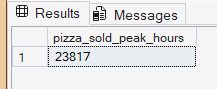 Results Messages
pizza_sold_peak_hours
1 23817